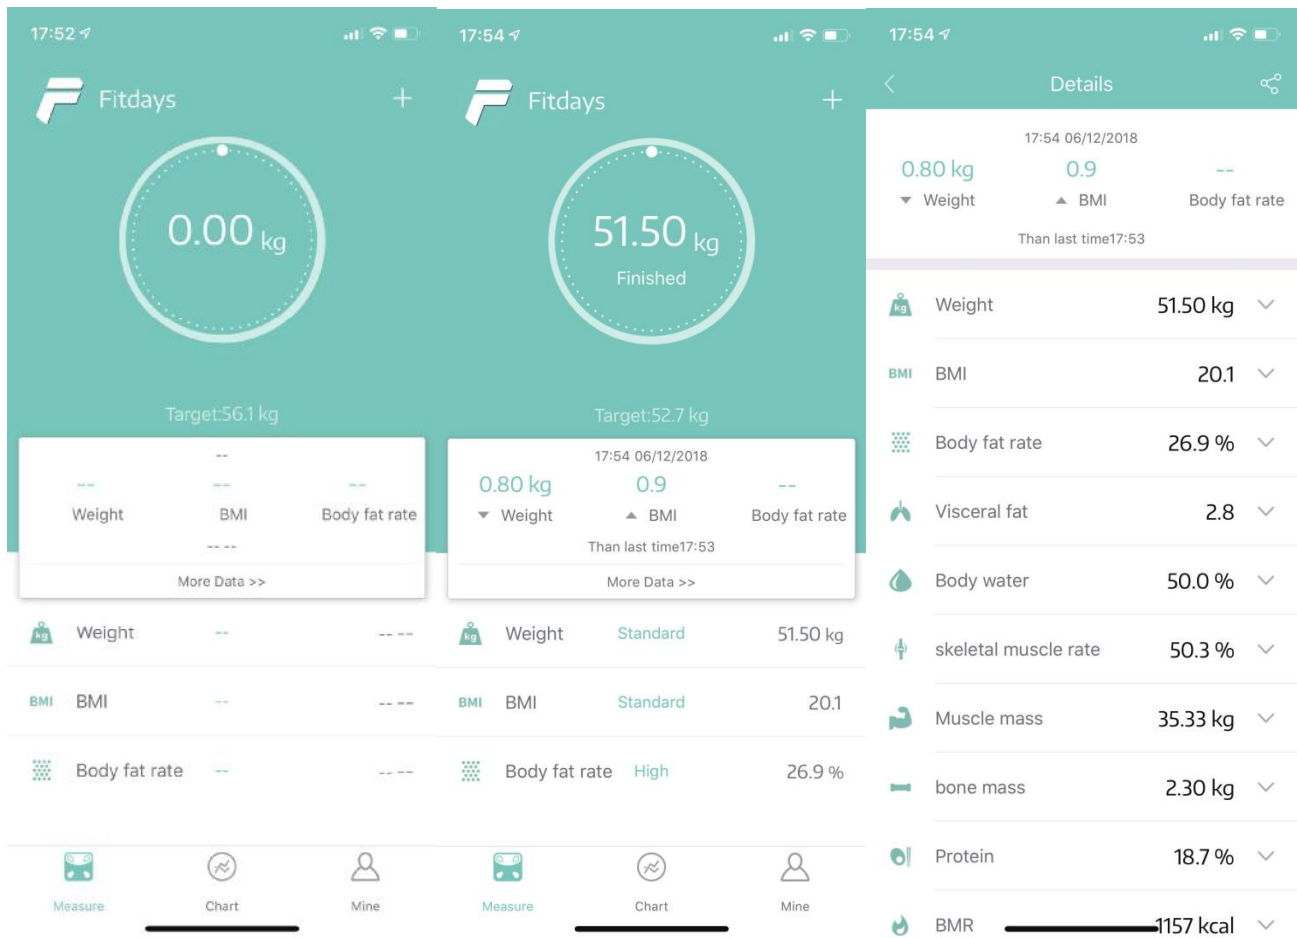 17:52
Fitdays
+
0.00 kg
Target:56.1 kg
--
-- -- --
Weight BMI Body fat rate
-- --
More Data >>
kg Weight -- -- --
BMI BMI -- -- --
Body fat rate -- -- --
Measure Chart Mine
17:54
Fitdays
+
51.50 kg
Finished
Target:52.7 kg
17:54 06/12/2018
0.80 kg 0.9 --
Weight BMI Body fat rate
Than last time17:53
More Data >>
kg Weight Standard 51.50 kg
BMI BMI Standard 20.1
Body fat rate High 26.9 %
Measure Chart Mine
17:54
Details
17:54 06/12/2018
0.80 kg 0.9 --
Weight BMI Body fat rate
Than last time17:53
kg Weight 51.50 kg
BMI BMI 20.1
Body fat rate 26.9 %
Visceral fat 2.8
Body water 50.0 %
skeletal muscle rate 50.3 %
Muscle mass 35.33 kg
bone mass 2.30 kg
Protein 18.7 %
BMR 1157 kcal